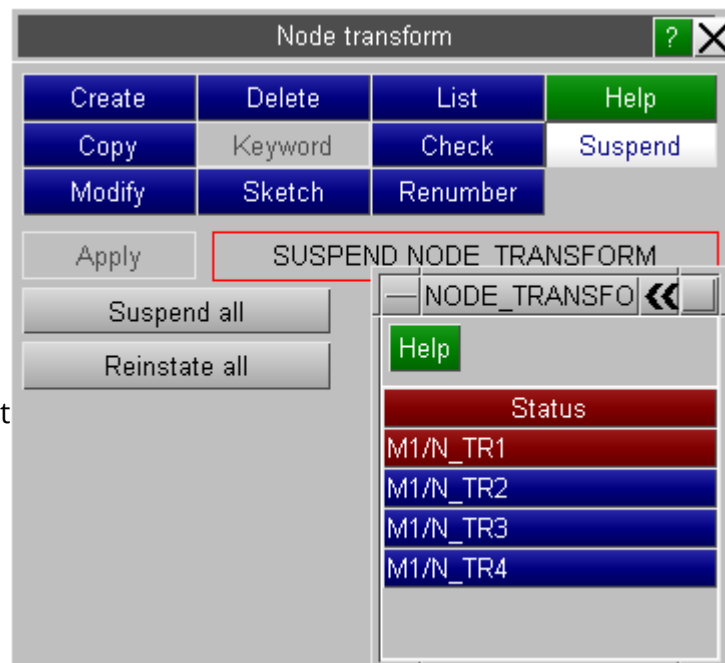 Node transform ? X
Create Delete List Help
Copy Keyword Check Suspend
Modify Sketch Renumber
Apply SUSPEND NODE_TRANSFORM
NODE_TRANSFO
Suspend all
Help
Reinstate all
Status
t
M1/N_TR1
M1/N_TR2
M1/N_TR3
M1/N_TR4